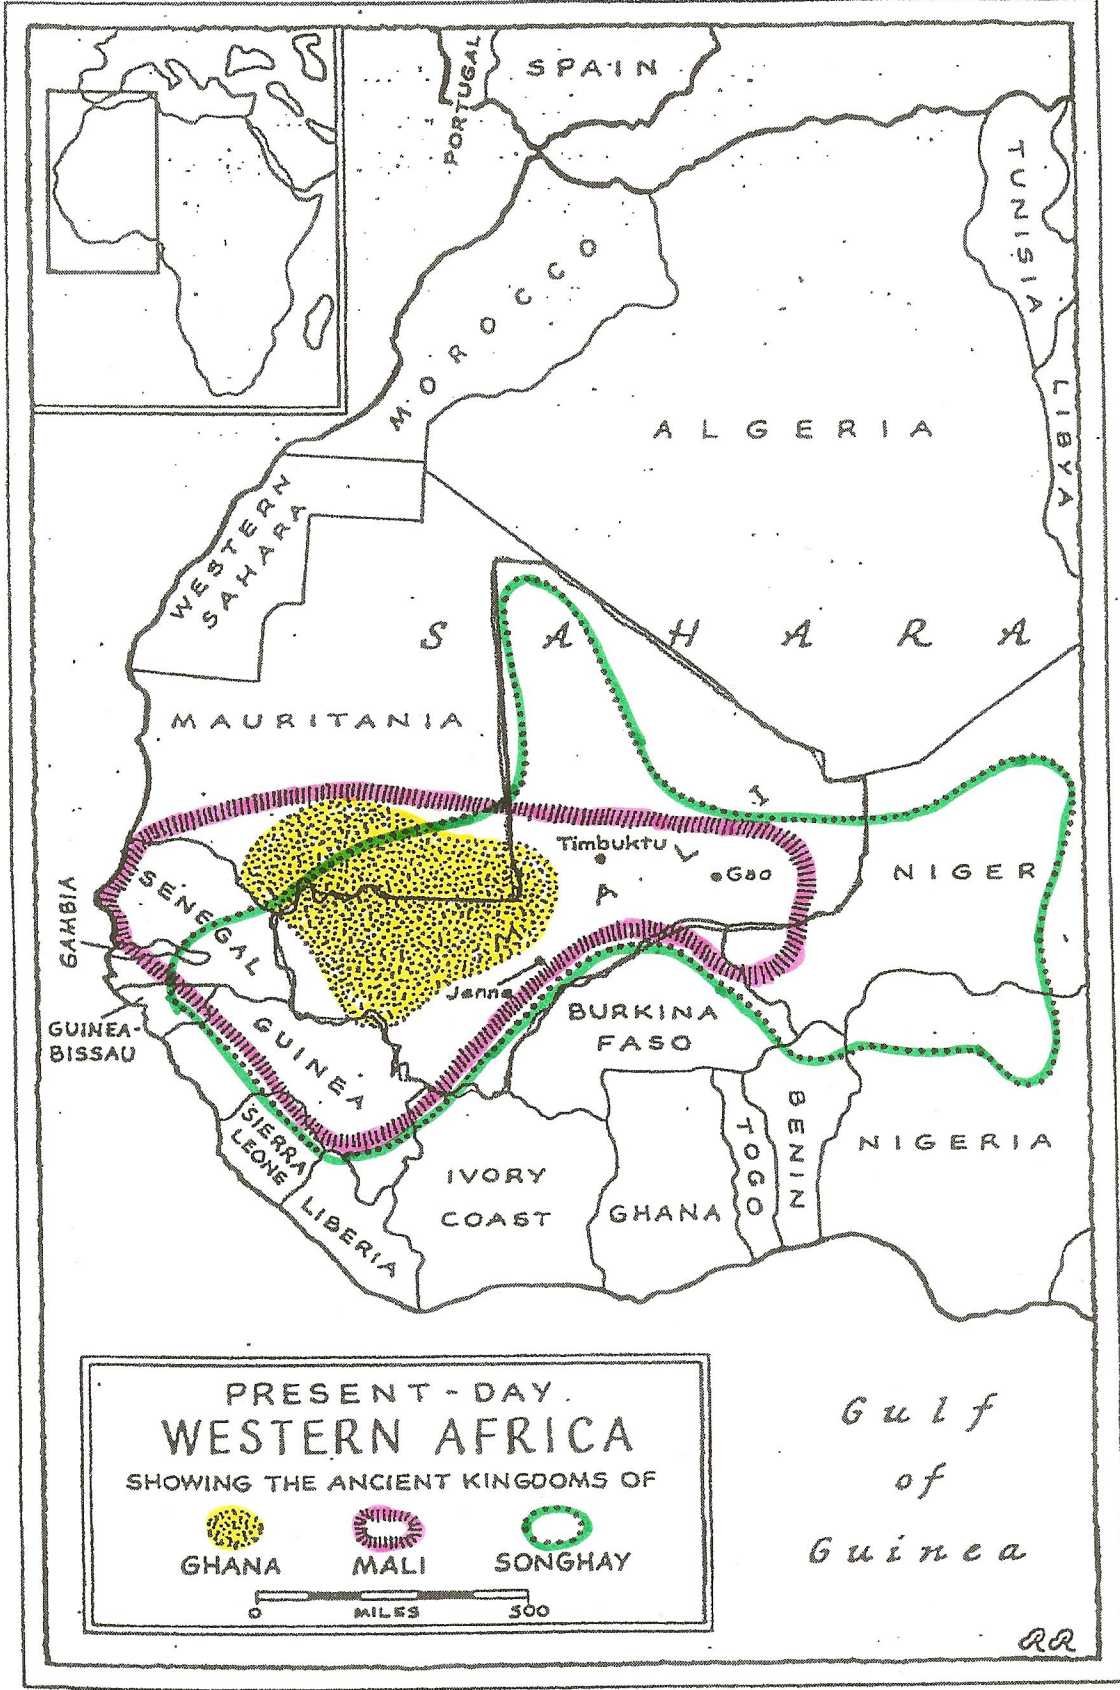 PORTUGAL
SPAIN
TUNISIA
MOROCCO
ALGERIA
LIBYA
WESTERN
SAHARA
SAHARA
MAURITANIA
MALI
Timbuktu
Gao
NIGER
SENEGAL
GAMBIA
Jenne
GUINEA-
BISSAU
GUINEA
BURKINA
FASO
SIERRA
LEONE
LIBERIA
IVORY
COAST
GHANA
TOGO
BENIN
NIGERIA
PRESENT-DAY
WESTERN AFRICA
SHOWING THE ANCIENT KINGDOMS OF
GHANA MALI SONGHAY
0 MILES 500
Gulf
of
Guinea
RR